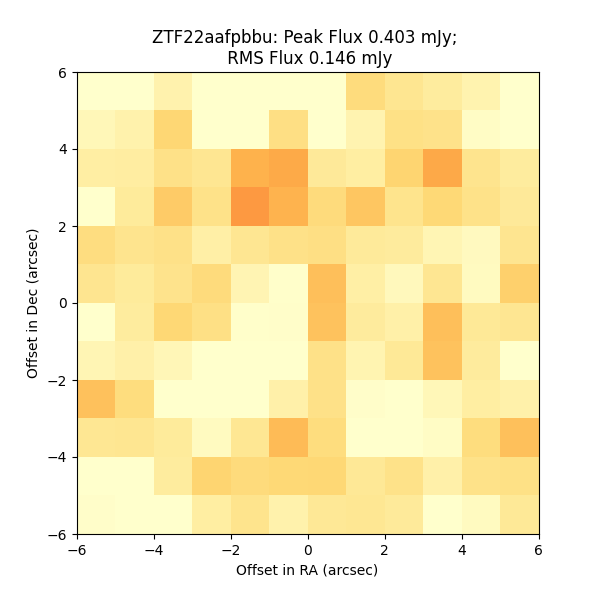 ZTF22aafpbbu: Peak Flux 0.403 mJy;
RMS Flux 0.146 mJy
6
4
2
0
−2
−4
−6
Offset in Dec (arcsec)
−6 −4 −2 0 2 4 6
Offset in RA (arcsec)